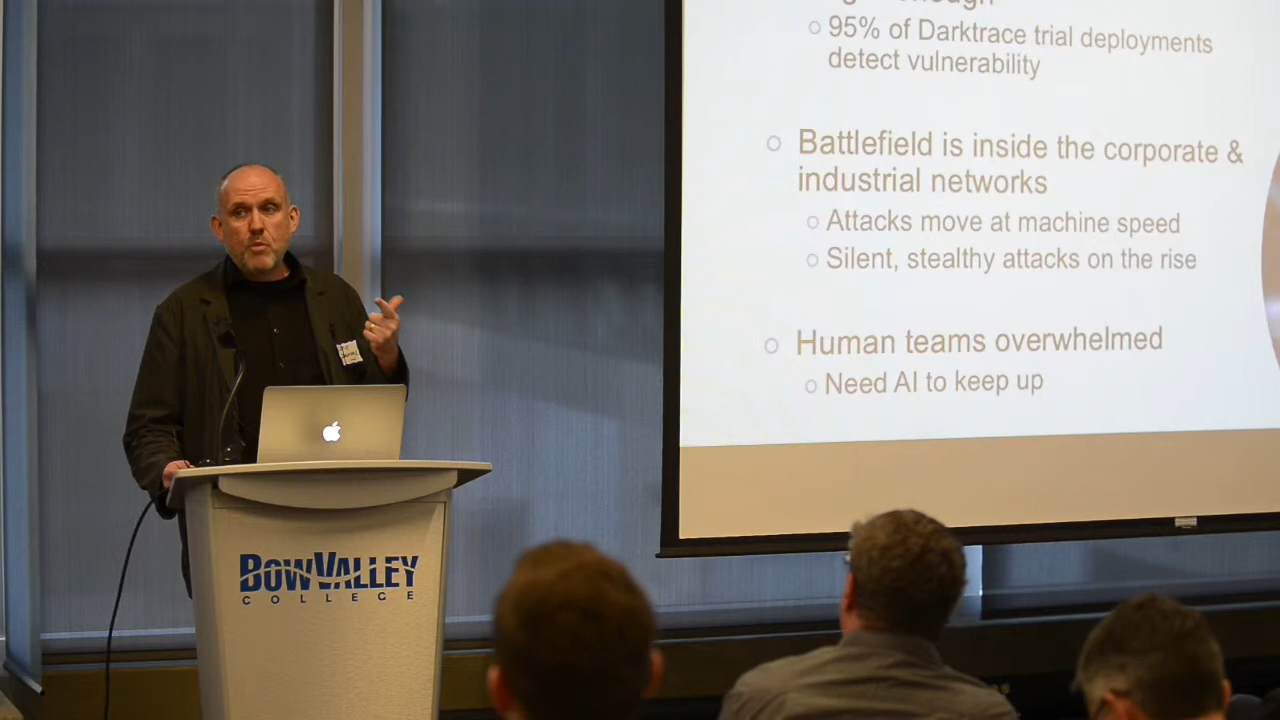 95% of Darktrace trial deployments
detect vulnerability
Battlefield is inside the corporate &
industrial networks
Attacks move at machine speed
Silent, stealthy attacks on the rise
Human teams overwhelmed
Need AI to keep up
BOW VALLEY
COLLEGE